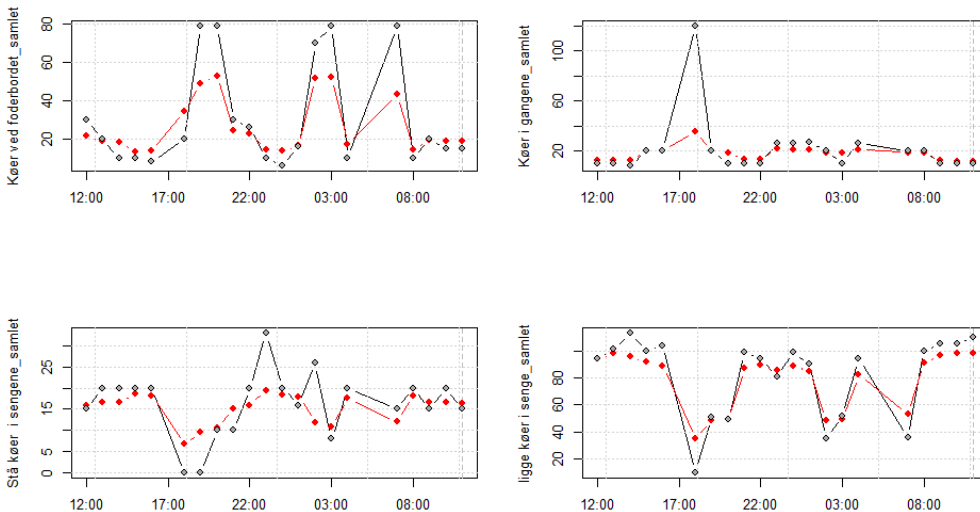 Køer ved foderbordet_samlet
80
60
40
20
12:00 17:00 22:00 03:00 08:00
Køer i gangene_samlet
100
60
20
12:00 17:00 22:00 03:00 08:00
Stå køer i sengene_samlet
25
15
5
0
12:00 17:00 22:00 03:00 08:00
ligge køer i senge_samlet
80
60
40
20
12:00 17:00 22:00 03:00 08:00